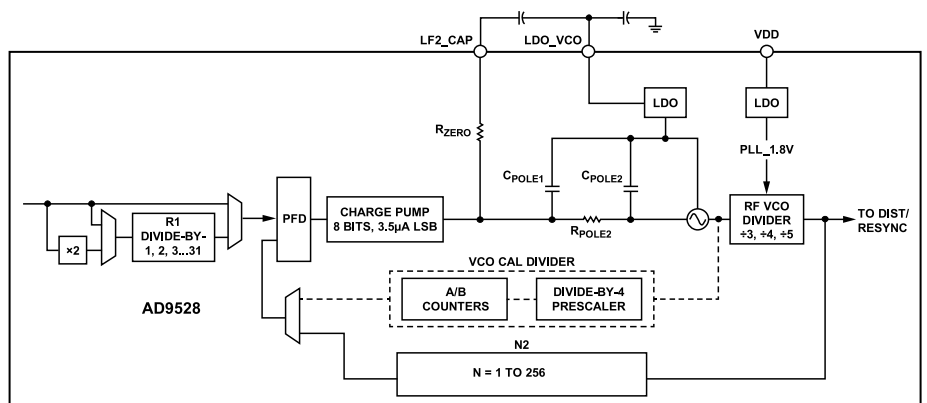 LF2_CAP
LDO_VCO
VDD
LDO
LDO
RZERO
PLL_1.8V
CPOLE1
CPOLE2
R1
DIVIDE-BY-
1, 2, 3...31
×2
PFD
CHARGE PUMP
8 BITS, 3.5µA LSB
RPOLE2
RF VCO
DIVIDER
÷3, ÷4, ÷5
TO DIST/
RESYNC
VCO CAL DIVIDER
A/B
COUNTERS
DIVIDE-BY-4
PRESCALER
AD9528
N2
N = 1 TO 256